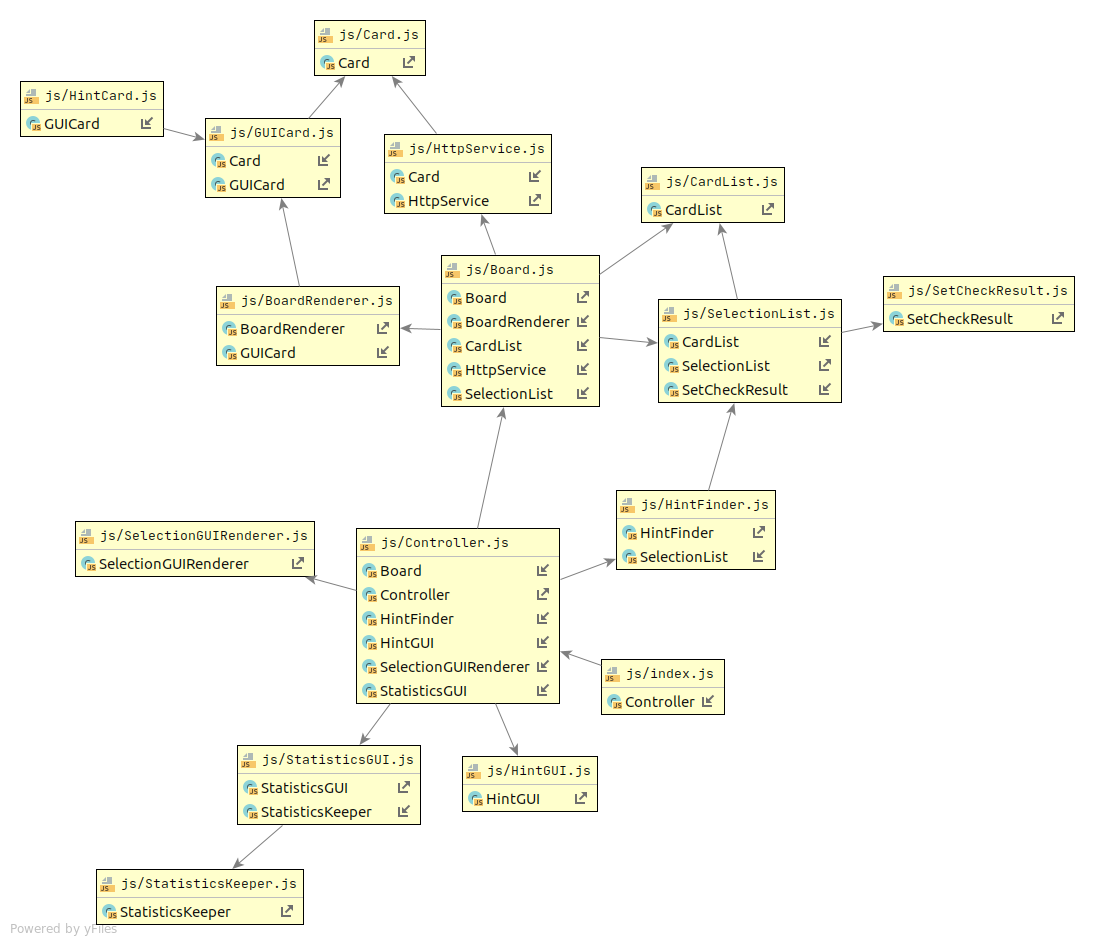 js/Card.js
Card
js/HintCard.js
GUICard
js/GUICard.js
Card
GUICard
js/HttpService.js
Card
HttpService
js/CardList.js
CardList
js/Board.js
Board
BoardRenderer
CardList
HttpService
SelectionList
js/BoardRenderer.js
BoardRenderer
GUICard
js/SelectionList.js
CardList
SelectionList
SetCheckResult
js/SetCheckResult.js
SetCheckResult
js/HintFinder.js
HintFinder
SelectionList
js/SelectionGUIRenderer.js
SelectionGUIRenderer
js/Controller.js
Board
Controller
HintFinder
HintGUI
SelectionGUIRenderer
StatisticsGUI
js/index.js
Controller
js/StatisticsGUI.js
StatisticsGUI
StatisticsKeeper
js/HintGUI.js
HintGUI
js/StatisticsKeeper.js
StatisticsKeeper
Powered by yFiles